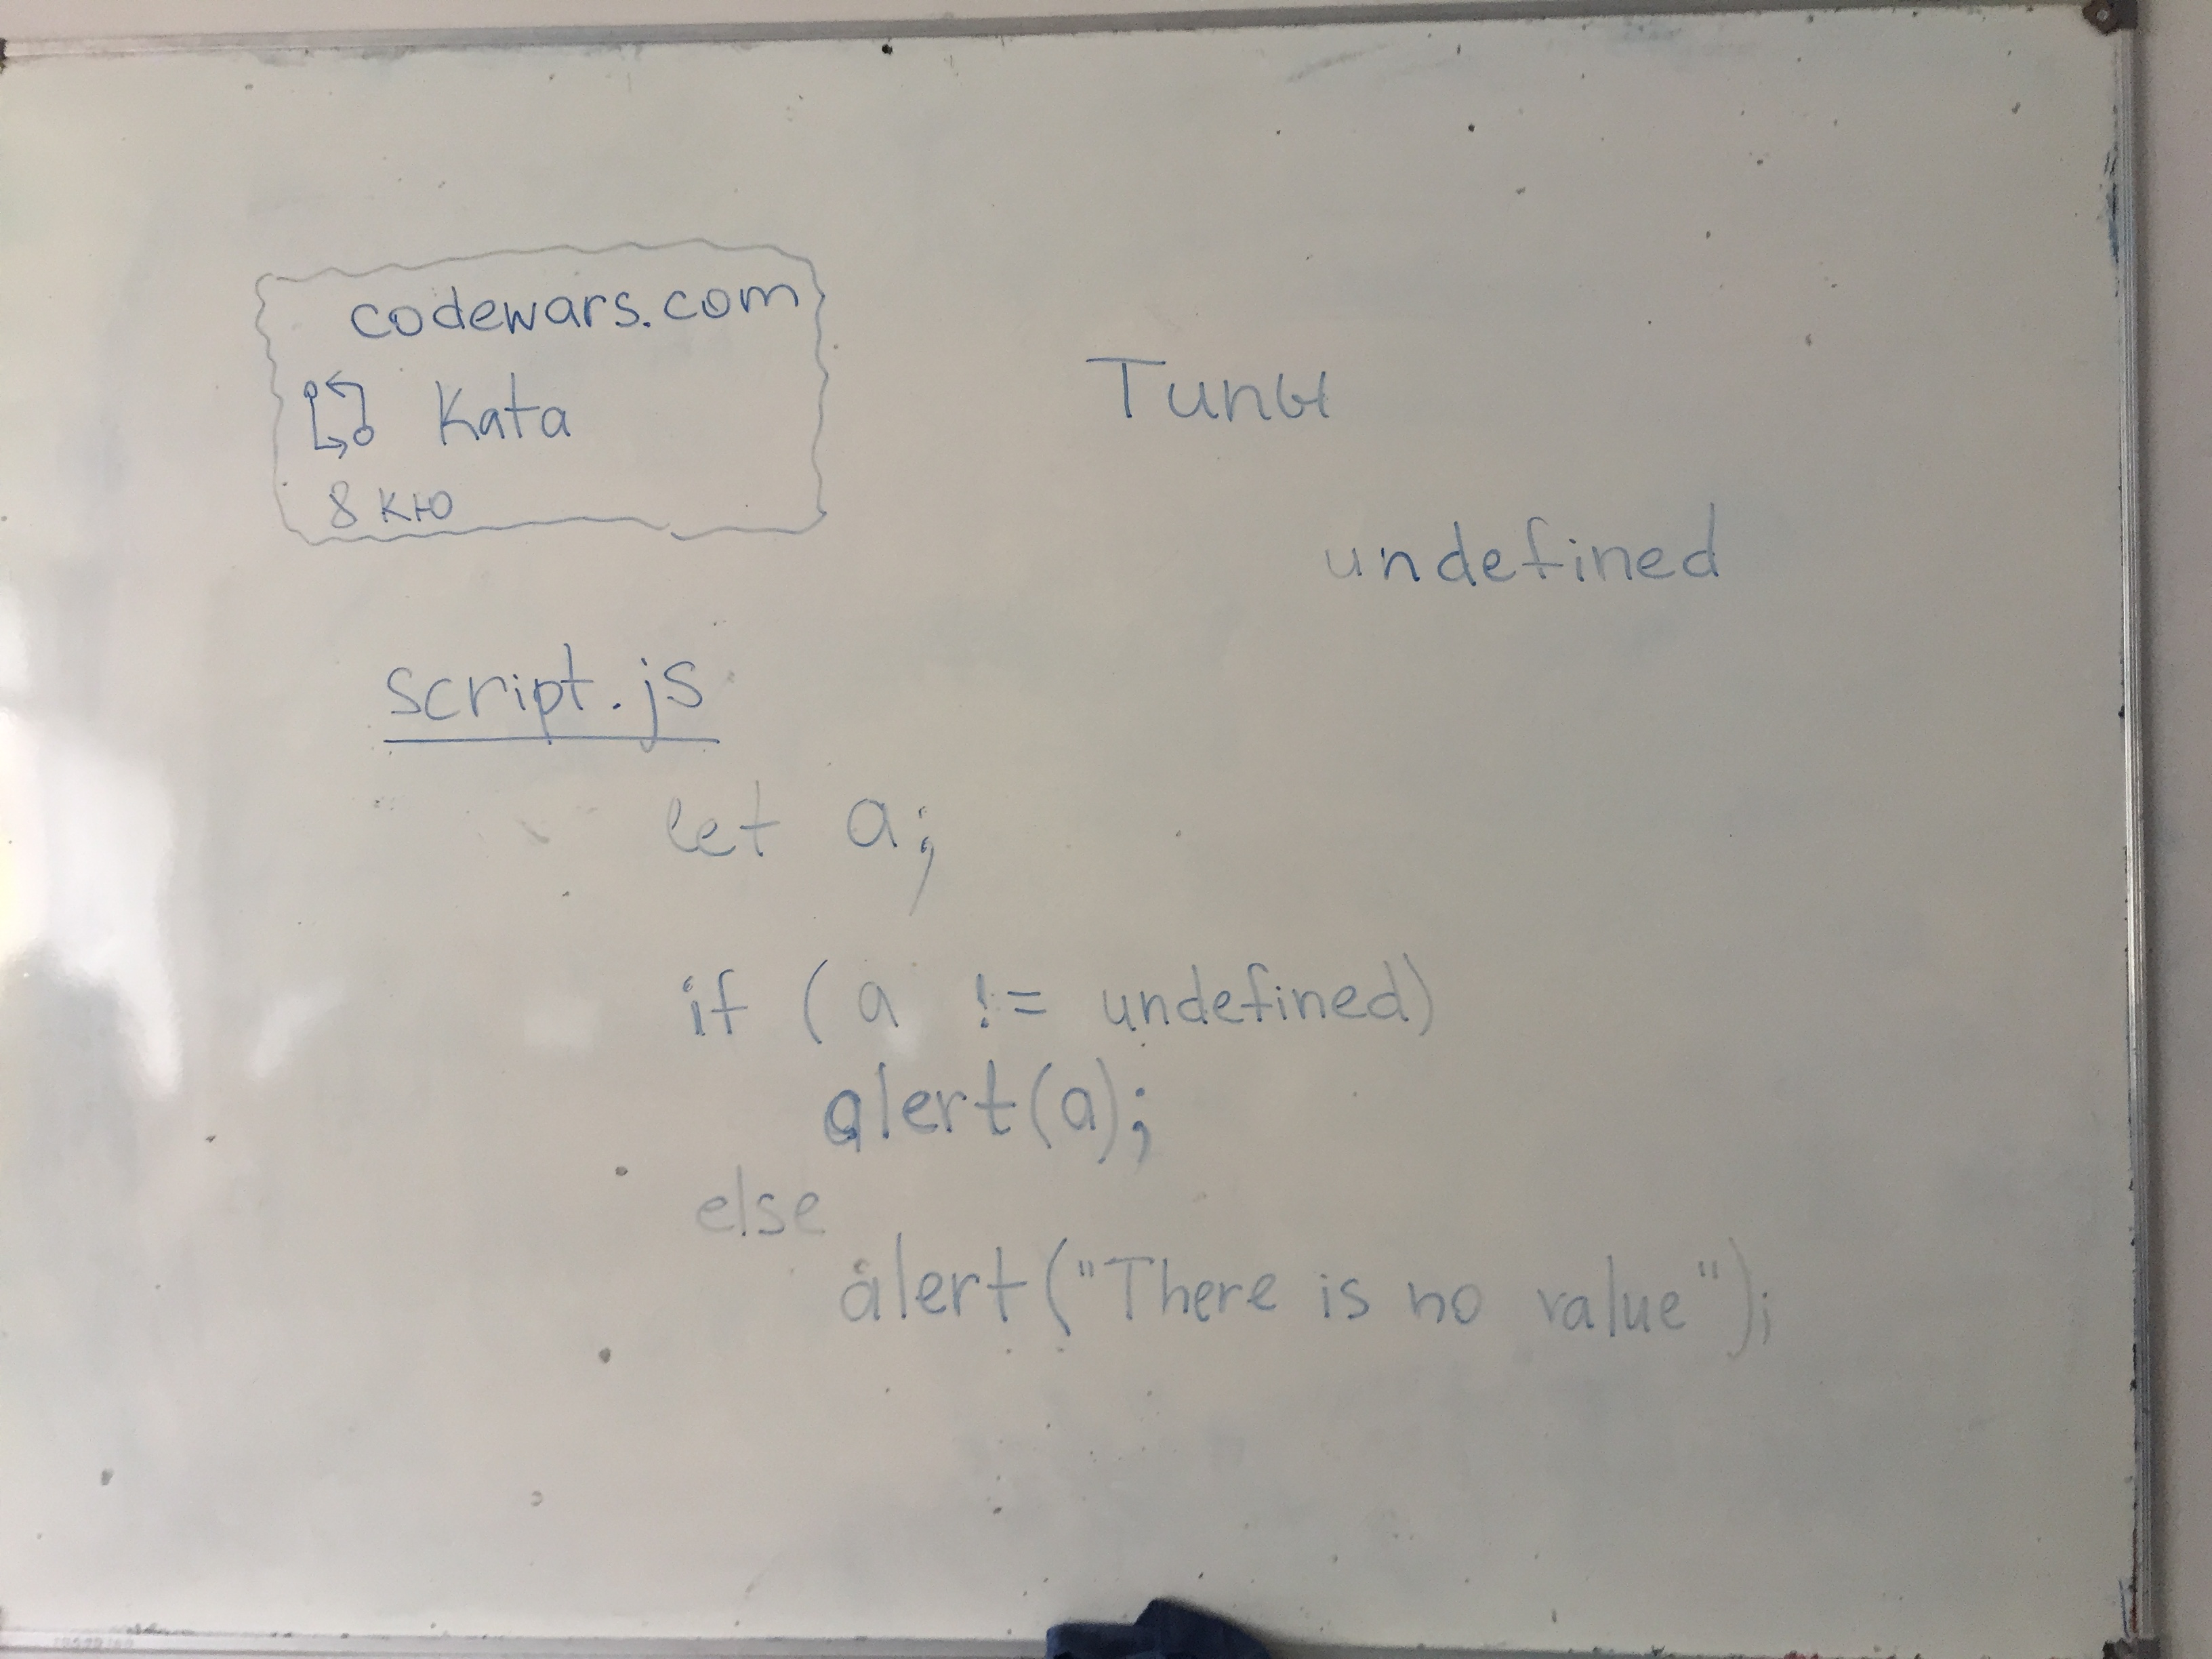 codewars.com
Kata
8 кю
Типы
undefined
script.js
let a;
if (a != undefined)
alert(a);
else
alert("There is no value");